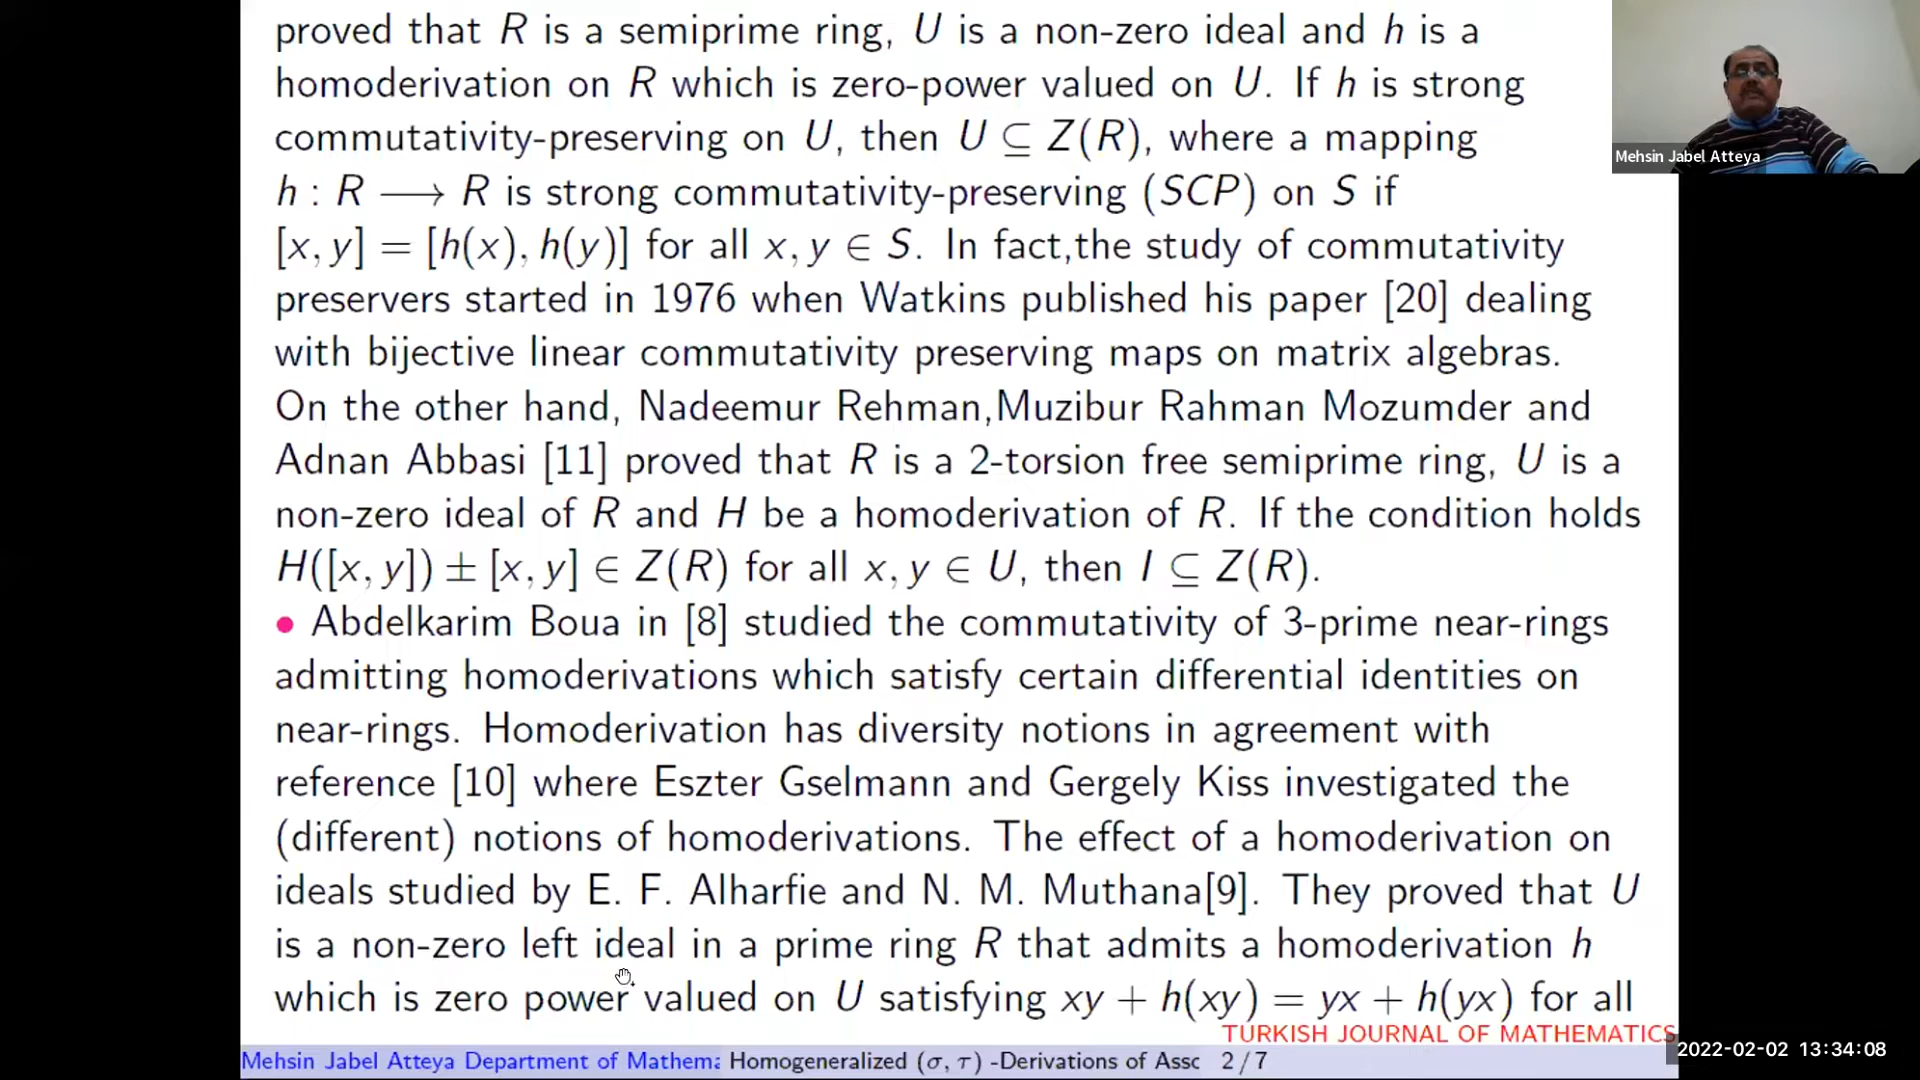 proved that R is a semiprime ring, U is a non-zero ideal and h is a
homoderivation on R which is zero-power valued on U. If h is strong
commutativity-preserving on U, then U ⊆ Z(R), where a mapping
h : R ⟶ R is strong commutativity-preserving (SCP) on S if
[x, y] = [h(x), h(y)] for all x, y ∈ S. In fact,the study of commutativity
preservers started in 1976 when Watkins published his paper [20] dealing
with bijective linear commutativity preserving maps on matrix algebras.
On the other hand, Nadeemur Rehman,Muzibur Rahman Mozumder and
Adnan Abbasi [11] proved that R is a 2-torsion free semiprime ring, U is a
non-zero ideal of R and H be a homoderivation of R. If the condition holds
H([x, y]) ± [x, y] ∈ Z(R) for all x, y ∈ U, then I ⊆ Z(R).
• Abdelkarim Boua in [8] studied the commutativity of 3-prime near-rings
admitting homoderivations which satisfy certain differential identities on
near-rings. Homoderivation has diversity notions in agreement with
reference [10] where Eszter Gselmann and Gergely Kiss investigated the
(different) notions of homoderivations. The effect of a homoderivation on
ideals studied by E. F. Alharfie and N. M. Muthana[9]. They proved that U
is a non-zero left ideal in a prime ring R that admits a homoderivation h
which is zero power valued on U satisfying xy + h(xy) = yx + h(yx) for all
TURKISH JOURNAL OF MATHEMATICS
Mehsin Jabel Atteya Department of Mathema Homogeneralized (σ, τ) -Derivations of Assc 2 / 7
Mehsin Jabel Atteya
2022-02-02 13:34:08